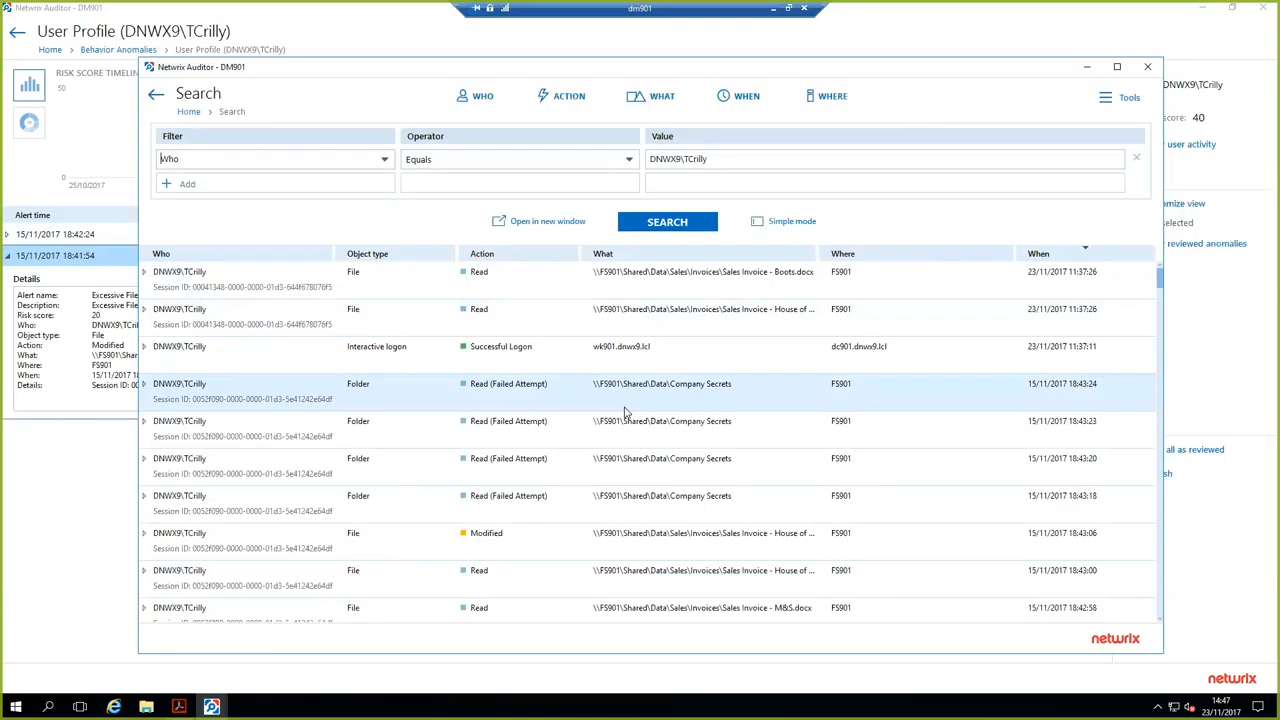 Netwrix Auditor - DM901
dm901
User Profile (DNWX9\TCrilly)
Home > Behavior Anomalies > User Profile (DNWX9\TCrilly)
RISK SCORE TIMELIN
50
0
25/10/2017
Alert time
15/11/2017 18:42:24
15/11/2017 18:41:54
Details
Alert name: Excessive File
Description: Excessive File
Risk score: 20
Who: DNWX9\TCril
Object type: File
Action: Modified
What: \\FS901\Shar
Where: FS901
When: 15/11/2017 18
Details: Session ID: 00
Netwrix Auditor - DM901
Search
Home > Search
WHO
ACTION
WHAT
WHEN
WHERE
Tools
Filter Operator Value
Who Equals DNWX9\TCrilly
Add
Open in new window
SEARCH
Simple mode
Who Object type Action What Where When
DNWX9\TCrilly File Read \\FS901\Shared\Data\Sales\Invoices\Sales Invoice - Boots.docx FS901 23/11/2017 11:37:26
Session ID: 00041348-0000-0000-01d3-644f678076f5
DNWX9\TCrilly File Read \\FS901\Shared\Data\Sales\Invoices\Sales Invoice - House of ... FS901 23/11/2017 11:37:26
Session ID: 00041348-0000-0000-01d3-644f678076f5
DNWX9\TCrilly Interactive logon Successful Logon wk901.dnwx9.lcl dc901.dnwx9.lcl 23/11/2017 11:37:11
DNWX9\TCrilly Folder Read (Failed Attempt) \\FS901\Shared\Data\Company Secrets FS901 15/11/2017 18:43:24
Session ID: 0052f090-0000-0000-01d3-5e41242e64df
DNWX9\TCrilly Folder Read (Failed Attempt) \\FS901\Shared\Data\Company Secrets FS901 15/11/2017 18:43:23
Session ID: 0052f090-0000-0000-01d3-5e41242e64df
DNWX9\TCrilly Folder Read (Failed Attempt) \\FS901\Shared\Data\Company Secrets FS901 15/11/2017 18:43:20
Session ID: 0052f090-0000-0000-01d3-5e41242e64df
DNWX9\TCrilly Folder Read (Failed Attempt) \\FS901\Shared\Data\Company Secrets FS901 15/11/2017 18:43:18
Session ID: 0052f090-0000-0000-01d3-5e41242e64df
DNWX9\TCrilly File Modified \\FS901\Shared\Data\Sales\Invoices\Sales Invoice - House of ... FS901 15/11/2017 18:43:06
Session ID: 0052f090-0000-0000-01d3-5e41242e64df
DNWX9\TCrilly File Read \\FS901\Shared\Data\Sales\Invoices\Sales Invoice - House of ... FS901 15/11/2017 18:43:00
Session ID: 0052f090-0000-0000-01d3-5e41242e64df
DNWX9\TCrilly File Read \\FS901\Shared\Data\Sales\Invoices\Sales Invoice - M&S.docx FS901 15/11/2017 18:42:58
netwrix
DNWX9\TCrilly
core: 40
user activity
omize view
selected
reviewed anomalies
all as reviewed
sh
netwrix
14:47
23/11/2017